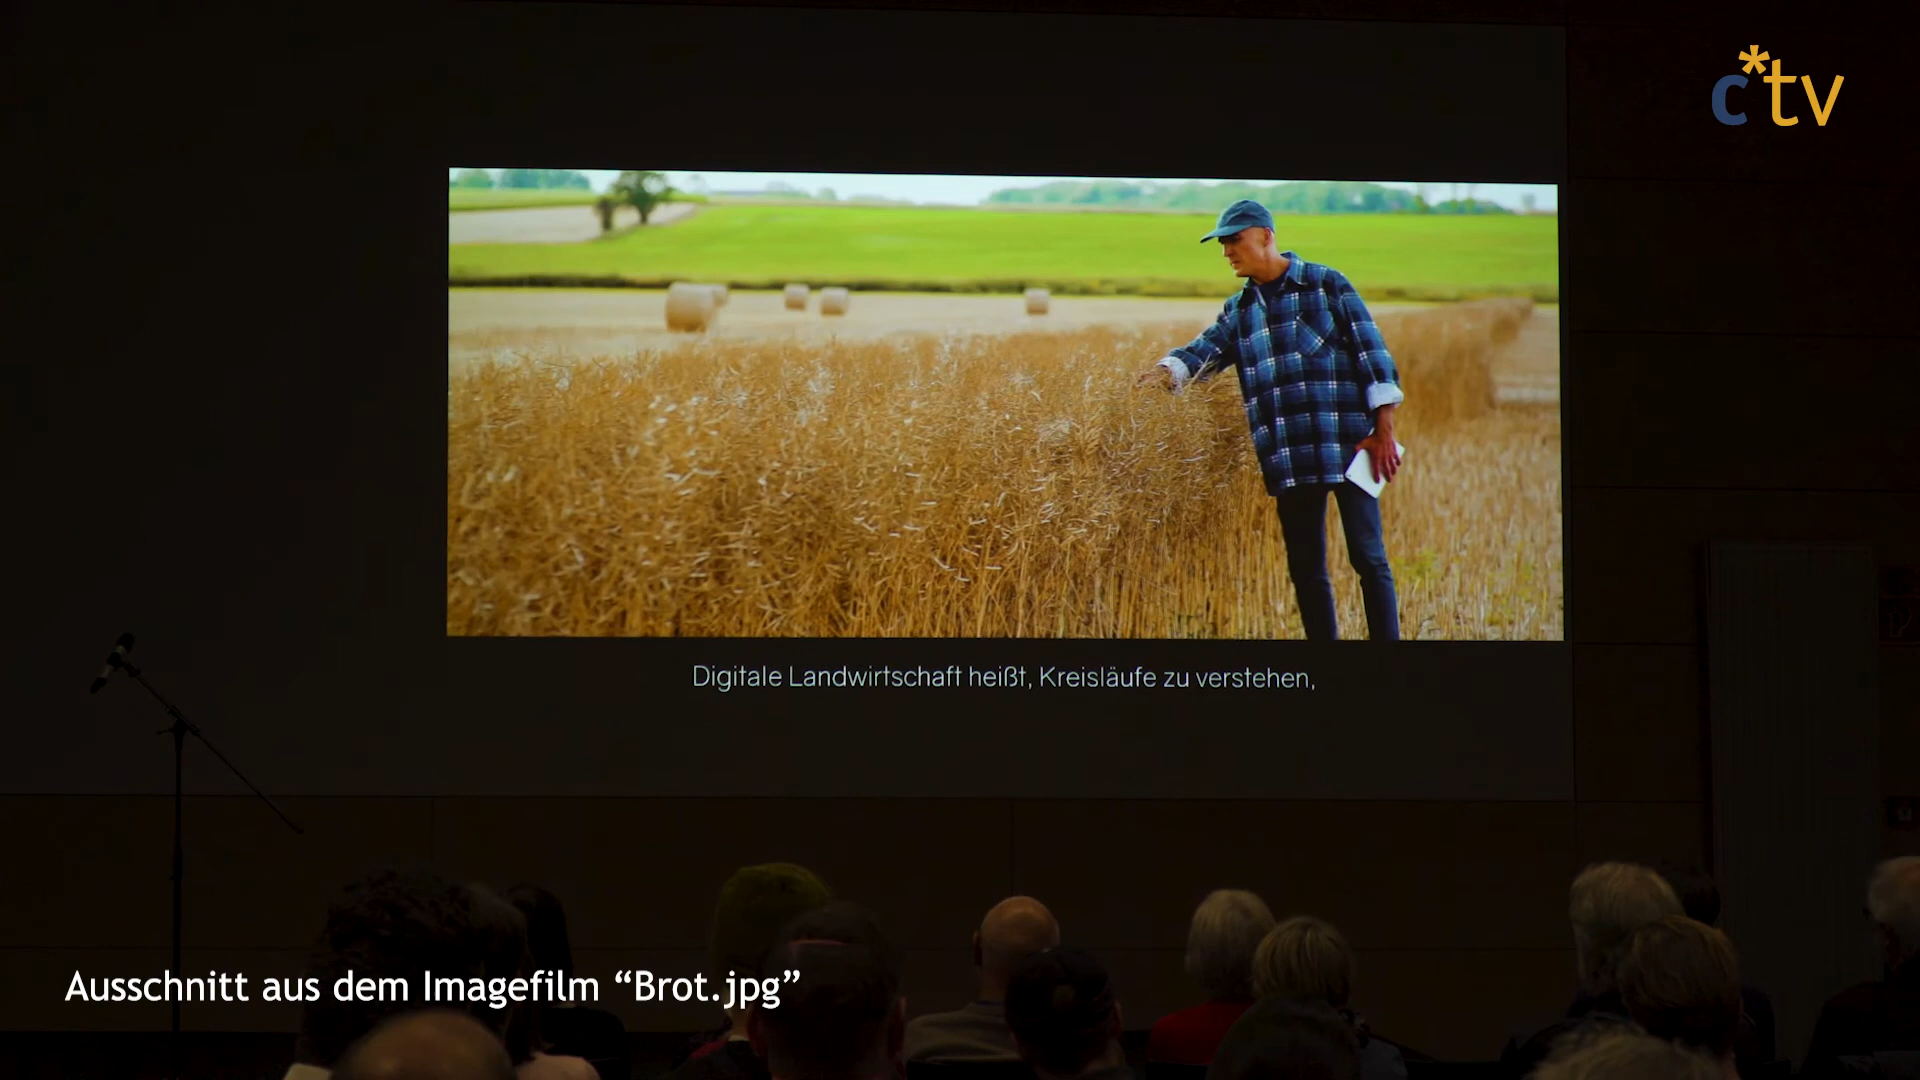 c*tv
Digitale Landwirtschaft heißt, Kreisläufe zu verstehen,
Ausschnitt aus dem Imagefilm “Brot.jpg”